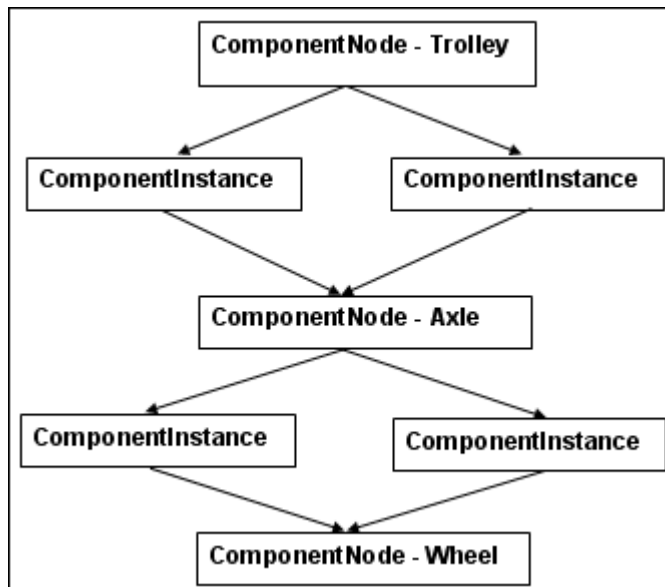 ComponentNode - Trolley
ComponentInstance
ComponentInstance
ComponentNode - Axle
ComponentInstance
ComponentInstance
ComponentNode - Wheel